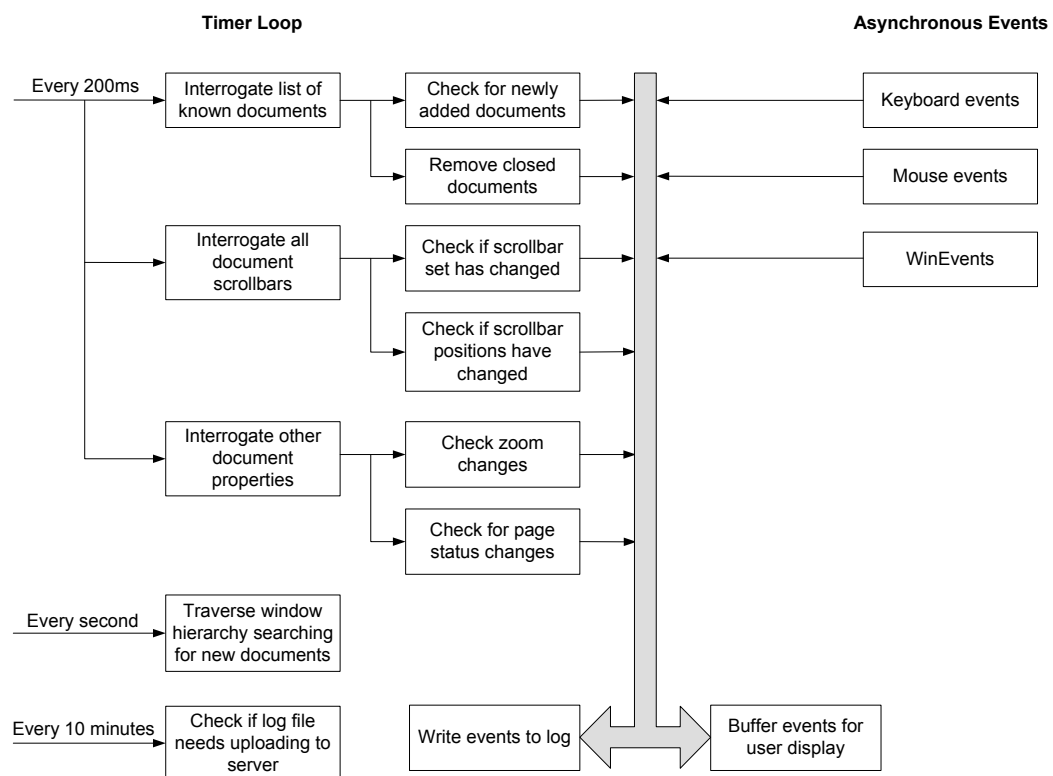 Timer Loop
Asynchronous Events
Every 200ms
Interrogate list of
known documents
Check for newly
added documents
Keyboard events
Remove closed
documents
Mouse events
Interrogate all
document
scrollbars
Check if scrollbar
set has changed
WinEvents
Check if scrollbar
positions have
changed
Interrogate other
document
properties
Check zoom
changes
Check for page
status changes
Every second
Traverse window
hierarchy searching
for new documents
Every 10 minutes
Check if log file
needs uploading to
server
Write events to log
Buffer events for
user display